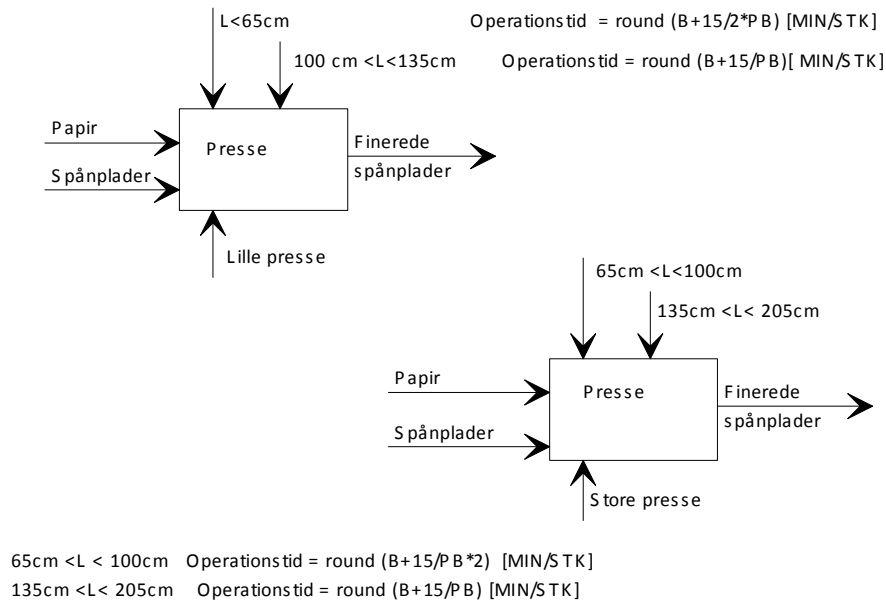 L<65cm
Operationstid = round (B+15/2*PB) [MIN/STK]
100 cm <L<135cm Operationstid = round (B+15/PB)[ MIN/STK]
Papir
Presse
Finerede
spånplader
Spånplader
Lille presse
65cm <L<100cm
135cm <L< 205cm
Papir
Presse
Finerede
spånplader
Spånplader
Store presse
65cm <L < 100cm Operationstid = round (B+15/PB*2) [MIN/STK]
135cm <L< 205cm Operationstid = round (B+15/PB) [MIN/STK]